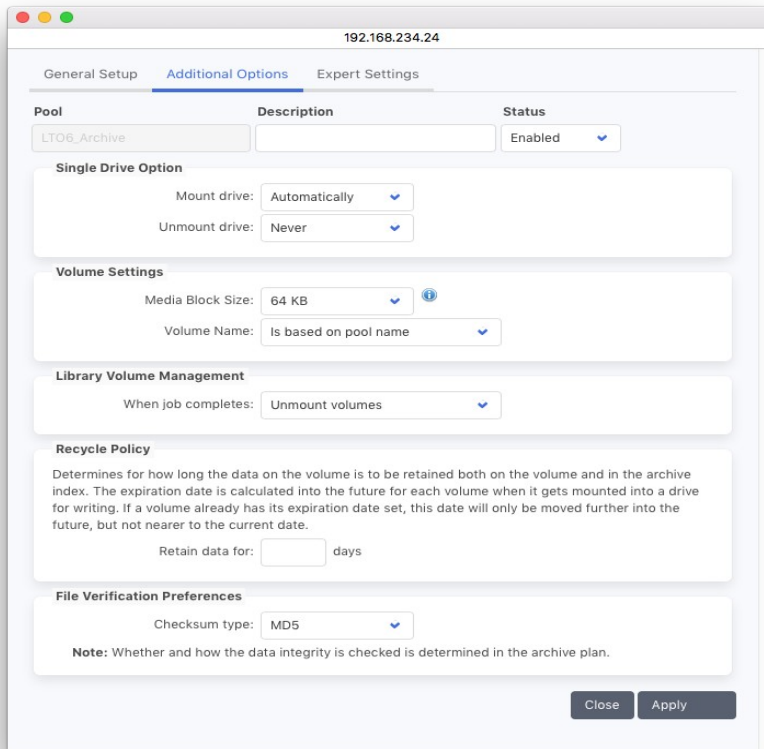 192.168.234.24
General Setup Additional Options Expert Settings
Pool Description Status
LTO6_Archive Enabled
Single Drive Option
Mount drive: Automatically
Unmount drive: Never
Volume Settings
Media Block Size: 64 KB
Volume Name: Is based on pool name
Library Volume Management
When job completes: Unmount volumes
Recycle Policy
Determines for how long the data on the volume is to be retained both on the volume and in the archive
index. The expiration date is calculated into the future for each volume when it gets mounted into a drive
for writing. If a volume already has its expiration date set, this date will only be moved further into the
future, but not nearer to the current date.
Retain data for: days
File Verification Preferences
Checksum type: MD5
Note: Whether and how the data integrity is checked is determined in the archive plan.
Close Apply